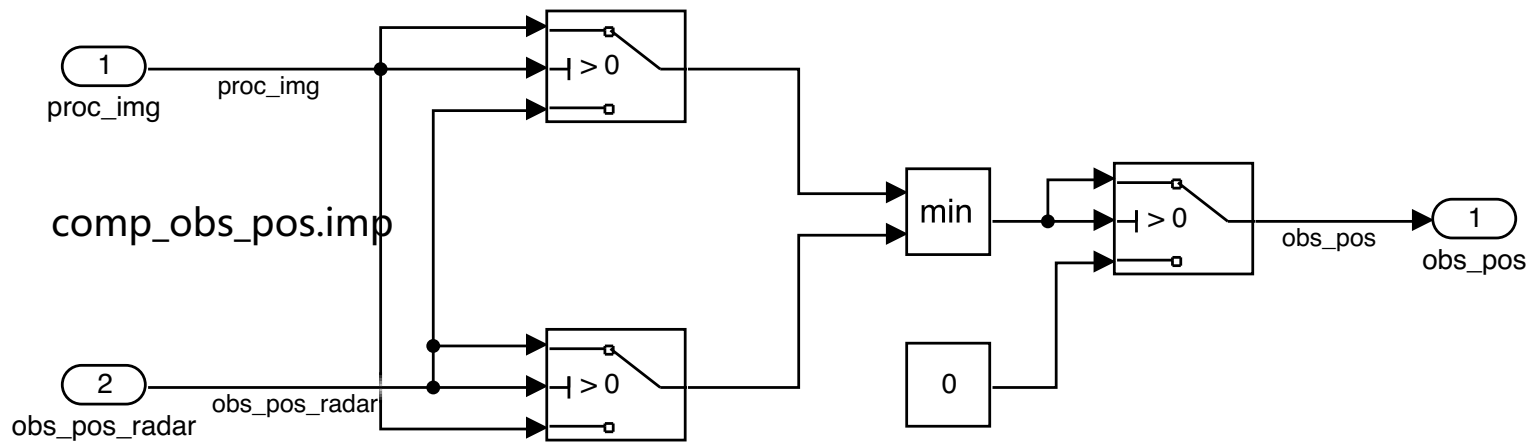 1
> 0
proc_img
proc_img
min
> 0
1
comp_obs_pos.imp
obs_pos
obs_pos
2
> 0
0
obs_pos_radar
obs_pos_radar